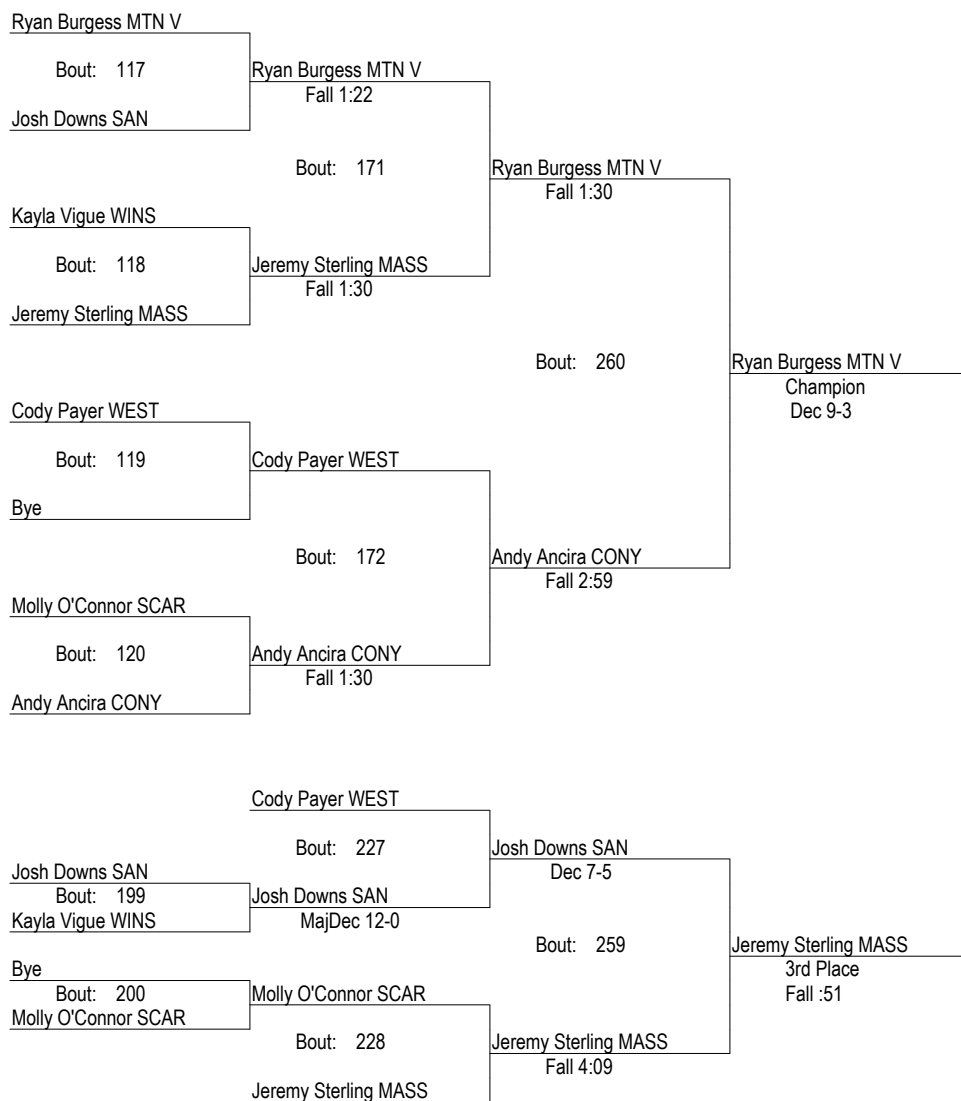 Ryan Burgess MTN V
Bout: 117
Ryan Burgess MTN V
Fall 1:22
Josh Downs SAN
Bout: 171
Ryan Burgess MTN V
Fall 1:30
Kayla Vigue WINS
Bout: 118
Jeremy Sterling MASS
Fall 1:30
Jeremy Sterling MASS
Bout: 260
Ryan Burgess MTN V
Champion
Dec 9-3
Cody Payer WEST
Bout: 119
Cody Payer WEST
Bye
Bout: 172
Andy Ancira CONY
Fall 2:59
Molly O'Connor SCAR
Bout: 120
Andy Ancira CONY
Fall 1:30
Andy Ancira CONY
Cody Payer WEST
Bout: 227
Josh Downs SAN
Dec 7-5
Josh Downs SAN
Bout: 199
Josh Downs SAN
MajDec 12-0
Kayla Vigue WINS
Bout: 259
Jeremy Sterling MASS
3rd Place
Fall :51
Bye
Bout: 200
Molly O'Connor SCAR
Molly O'Connor SCAR
Bout: 228
Jeremy Sterling MASS
Fall 4:09
Jeremy Sterling MASS